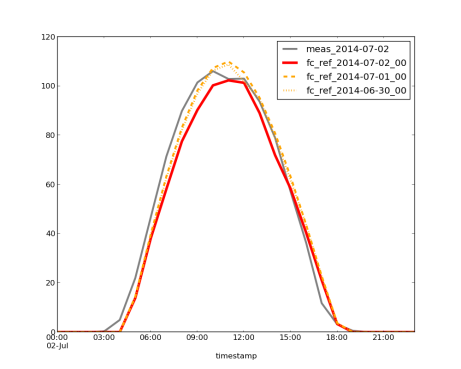 120
meas_2014-07-02
fc_ref_2014-07-02_00
fc_ref_2014-07-01_00
fc_ref_2014-06-30_00
100
80
60
40
20
0
00:00 03:00 06:00 09:00 12:00 15:00 18:00 21:00
02-Jul
timestamp